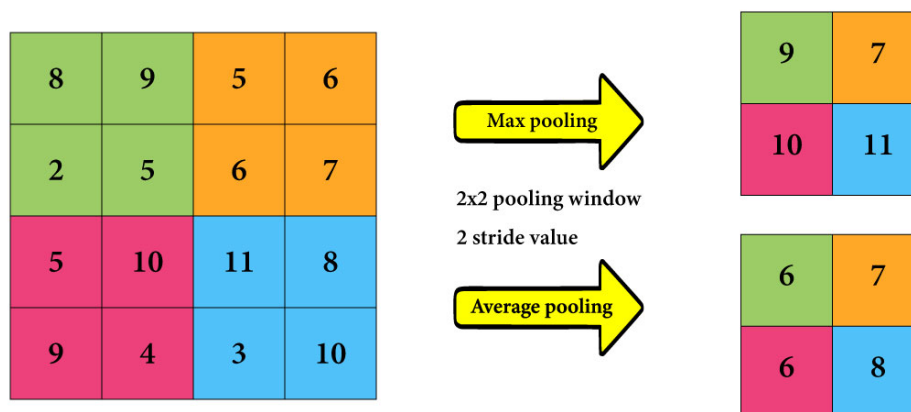 8 9 5 6
2 5 6 7
5 10 11 8
9 4 3 10
Max pooling
2x2 pooling window
2 stride value
Average pooling
9 7
10 11
6 7
6 8